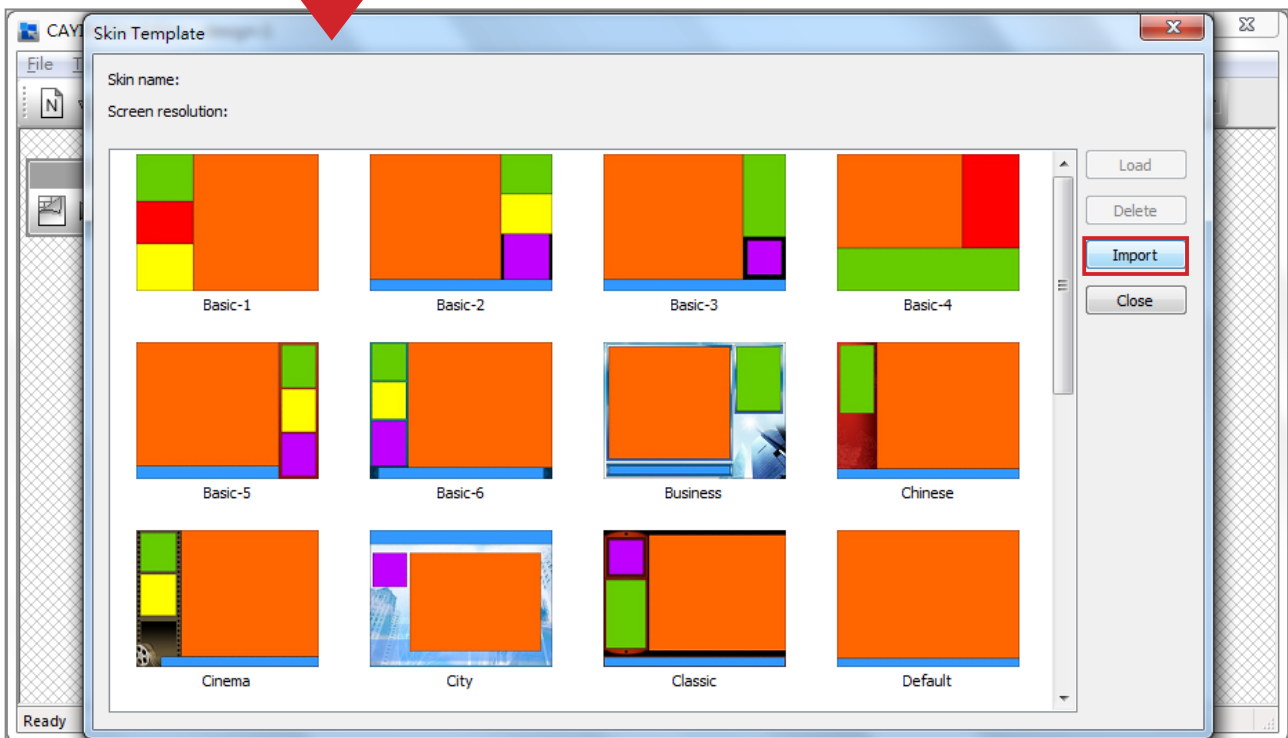 CAYI
Skin Template
File
Skin name:
Screen resolution:
N
Load
Delete
Import
Close
Basic-1 Basic-2 Basic-3 Basic-4
Basic-5 Basic-6 Business Chinese
Cinema City Classic Default
Ready